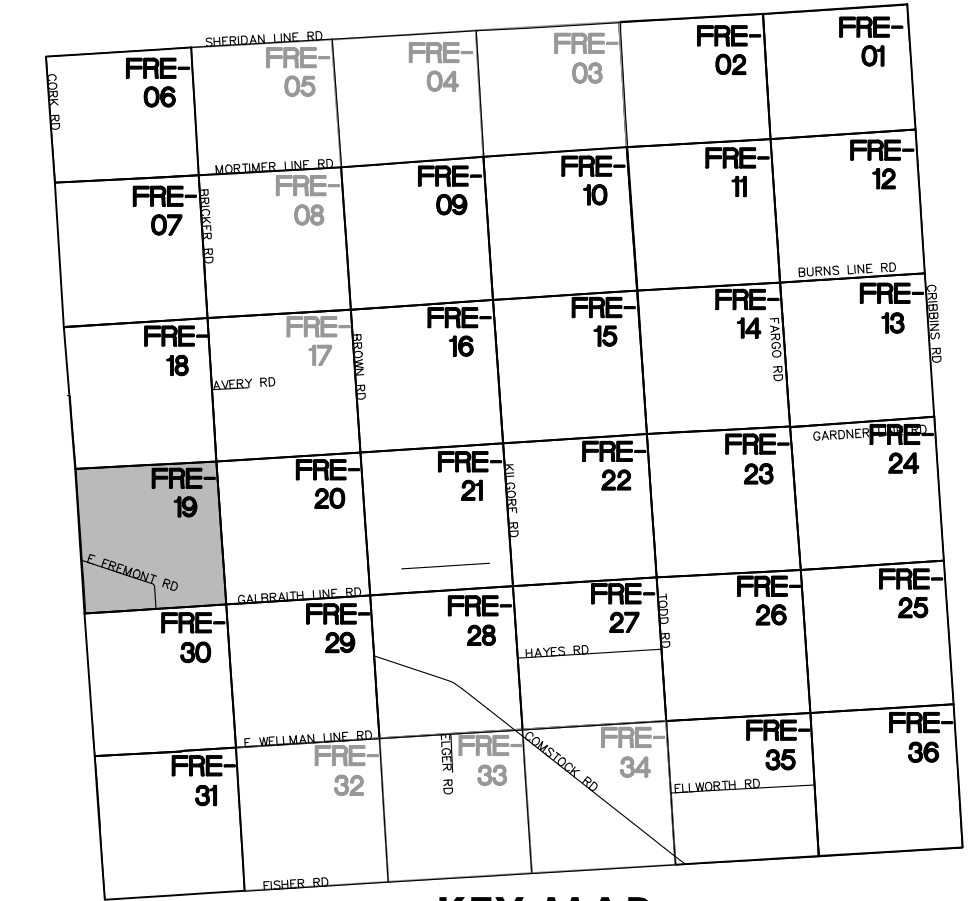 SHERIDAN LINE RD
CORK RD
FRE-
06
FRE-
05
FRE-
04
FRE-
03
FRE-
02
FRE-
01
MORTIMER LINE RD
FRE-
07
BRICKER RD
FRE-
08
FRE-
09
FRE-
10
FRE-
11
FRE-
12
BURNS LINE RD
FRE-
18
AVERY RD
FRE-
17
BROWN RD
FRE-
16
FRE-
15
FRE-
14
FARGO RD
FRE-
13
CRIBBINS RD
GARDNER LINE RD
FRE-
19
E FREMONT RD
FRE-
20
FRE-
21
KILGORE RD
FRE-
22
FRE-
23
FRE-
24
GALBRAITH LINE RD
FRE-
30
FRE-
29
FRE-
28
FRE-
27
HAYES RD
TODD RD
FRE-
26
FRE-
25
E WELLMAN LINE RD
FRE-
31
FRE-
32
ELGER RD
FRE-
33
COMSTOCK RD
FRE-
34
ELLWORTH RD
FRE-
35
FRE-
36
FISHER RD
KEY MAP